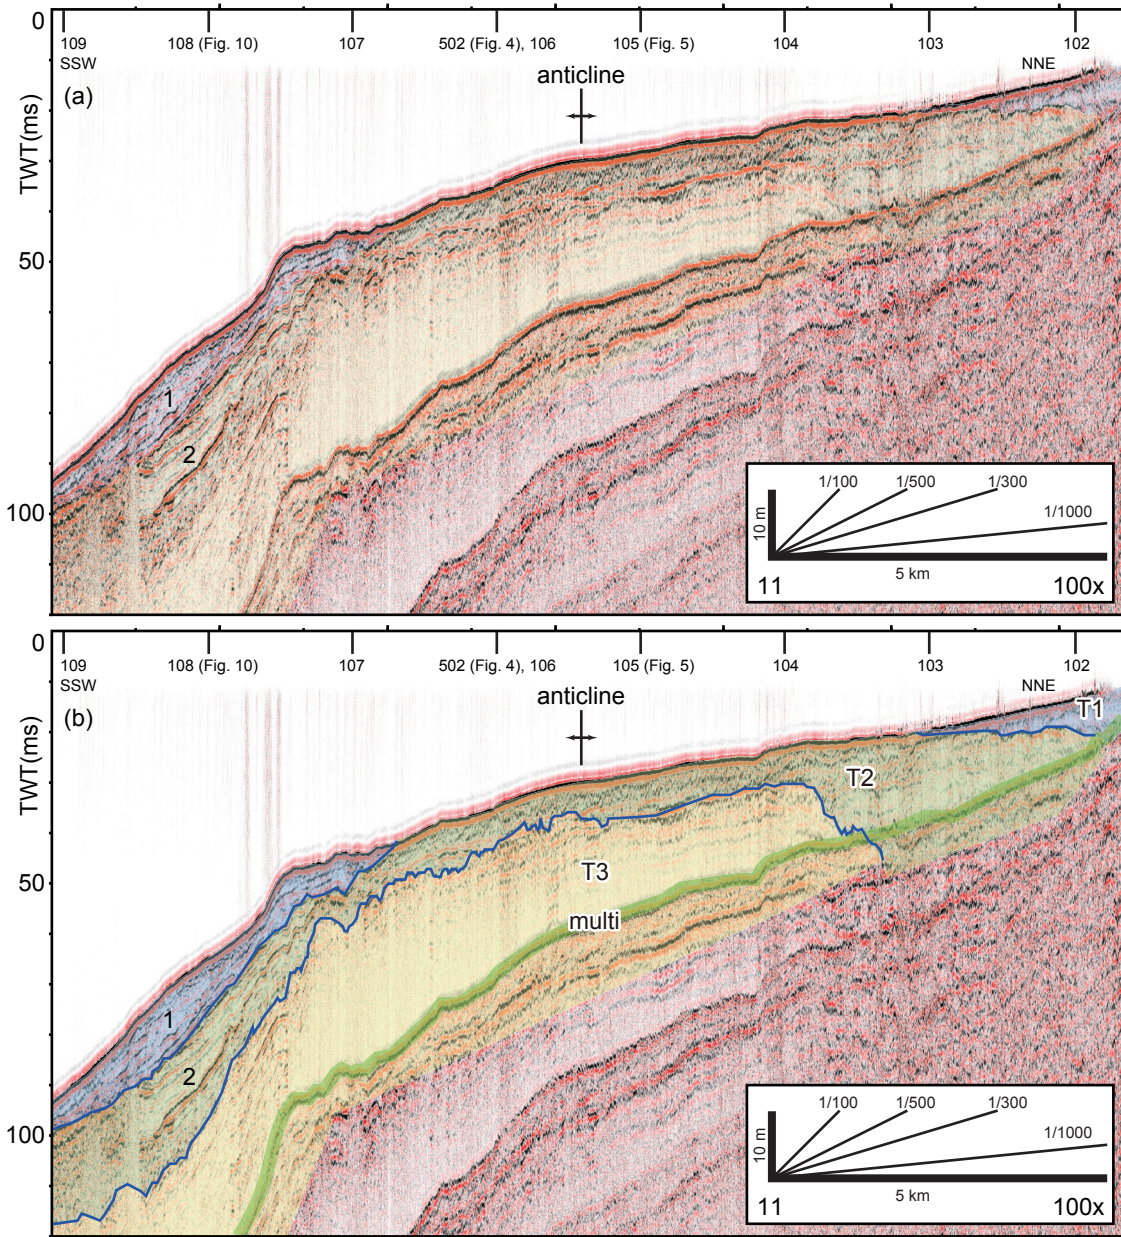 0
109
108 (Fig. 10)
107
502 (Fig. 4), 106
105 (Fig. 5)
104
103
102
SSW
NNE
anticline
(a)
TWT(ms)
50
100
1
2
1/100
1/500
1/300
1/1000
10 m
5 km
11
100x
0
109
108 (Fig. 10)
107
502 (Fig. 4), 106
105 (Fig. 5)
104
103
102
SSW
NNE
anticline
(b)
T1
TWT(ms)
T2
T3
50
multi
100
1
2
1/100
1/500
1/300
1/1000
10 m
5 km
11
100x